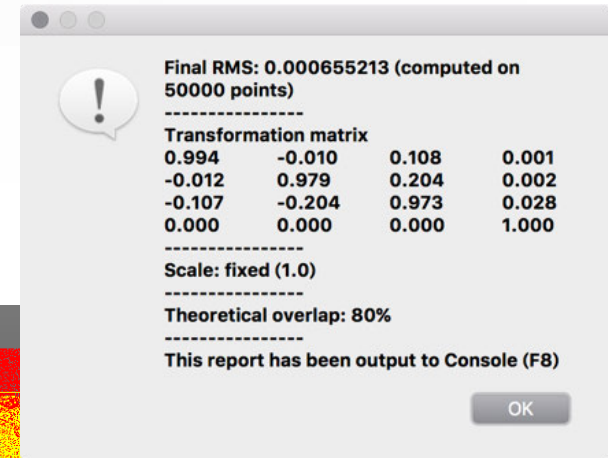 Final RMS: 0.000655213 (computed on
50000 points)
----------------
Transformation matrix
0.994 -0.010 0.108 0.001
-0.012 0.979 0.204 0.002
-0.107 -0.204 0.973 0.028
0.000 0.000 0.000 1.000
----------------
Scale: fixed (1.0)
----------------
Theoretical overlap: 80%
----------------
This report has been output to Console (F8)
OK